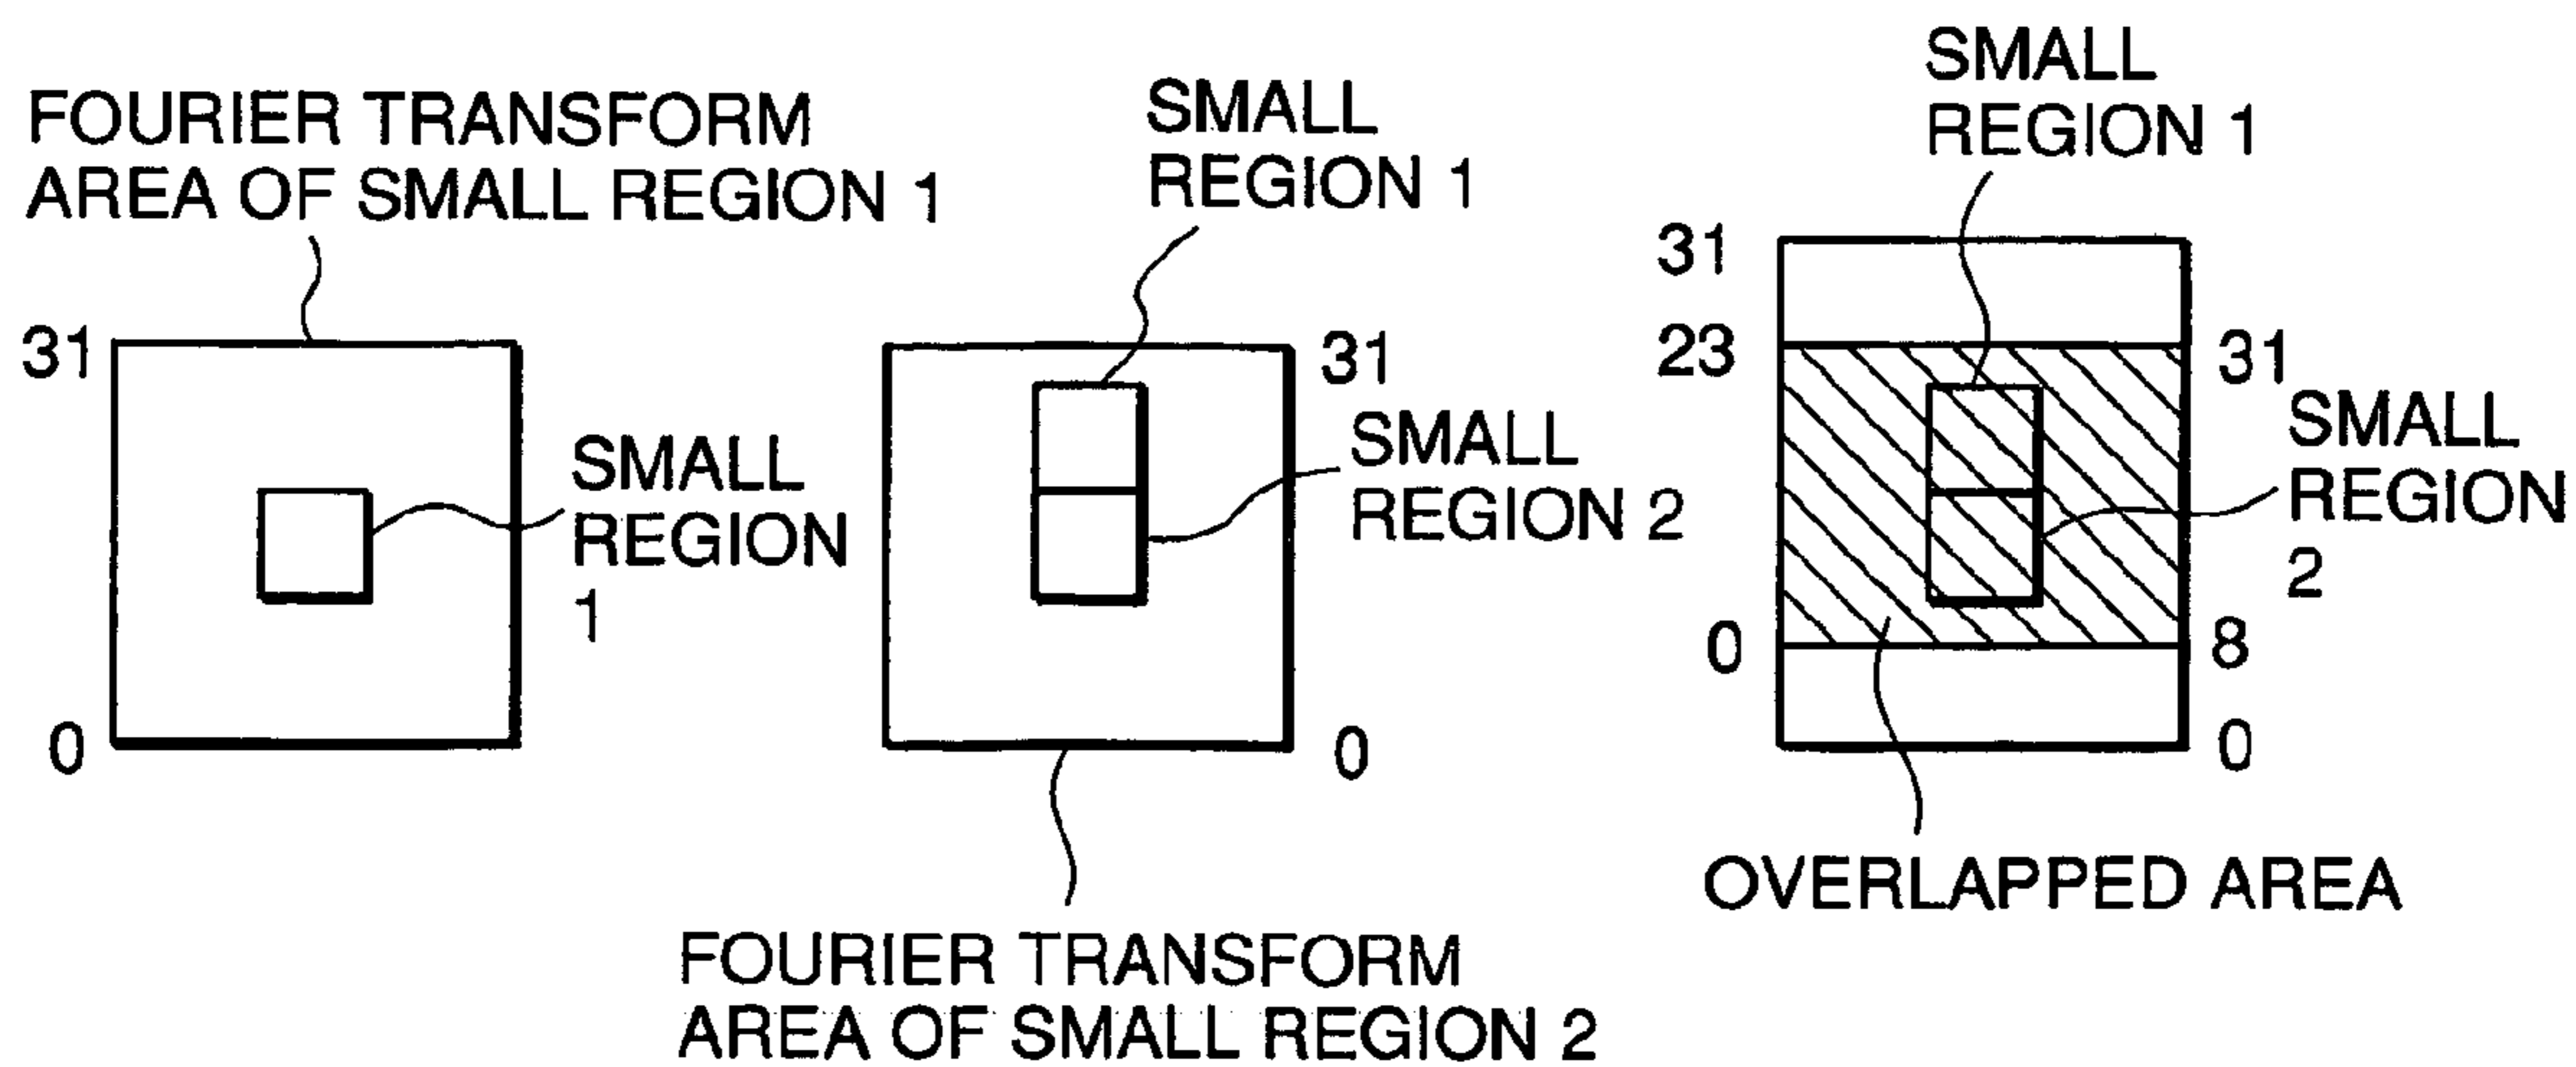 FOURIER TRANSFORM
AREA OF SMALL REGION 1
31
0
SMALL
REGION
1
SMALL
REGION 1
31
SMALL
REGION 2
0
FOURIER TRANSFORM
AREA OF SMALL REGION 2
SMALL
REGION 1
31
23
0
31
SMALL
REGION
2
8
0
OVERLAPPED AREA